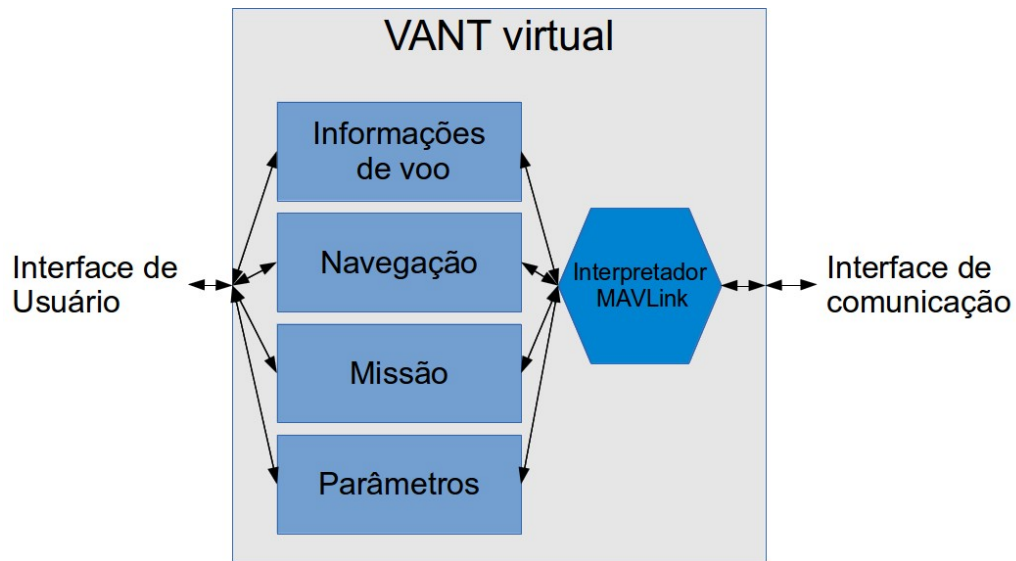 VANT virtual
Informações
de voo
Navegação
Missão
Parâmetros
Interface de
Usuário
Interpretador
MAVLink
Interface de
comunicação